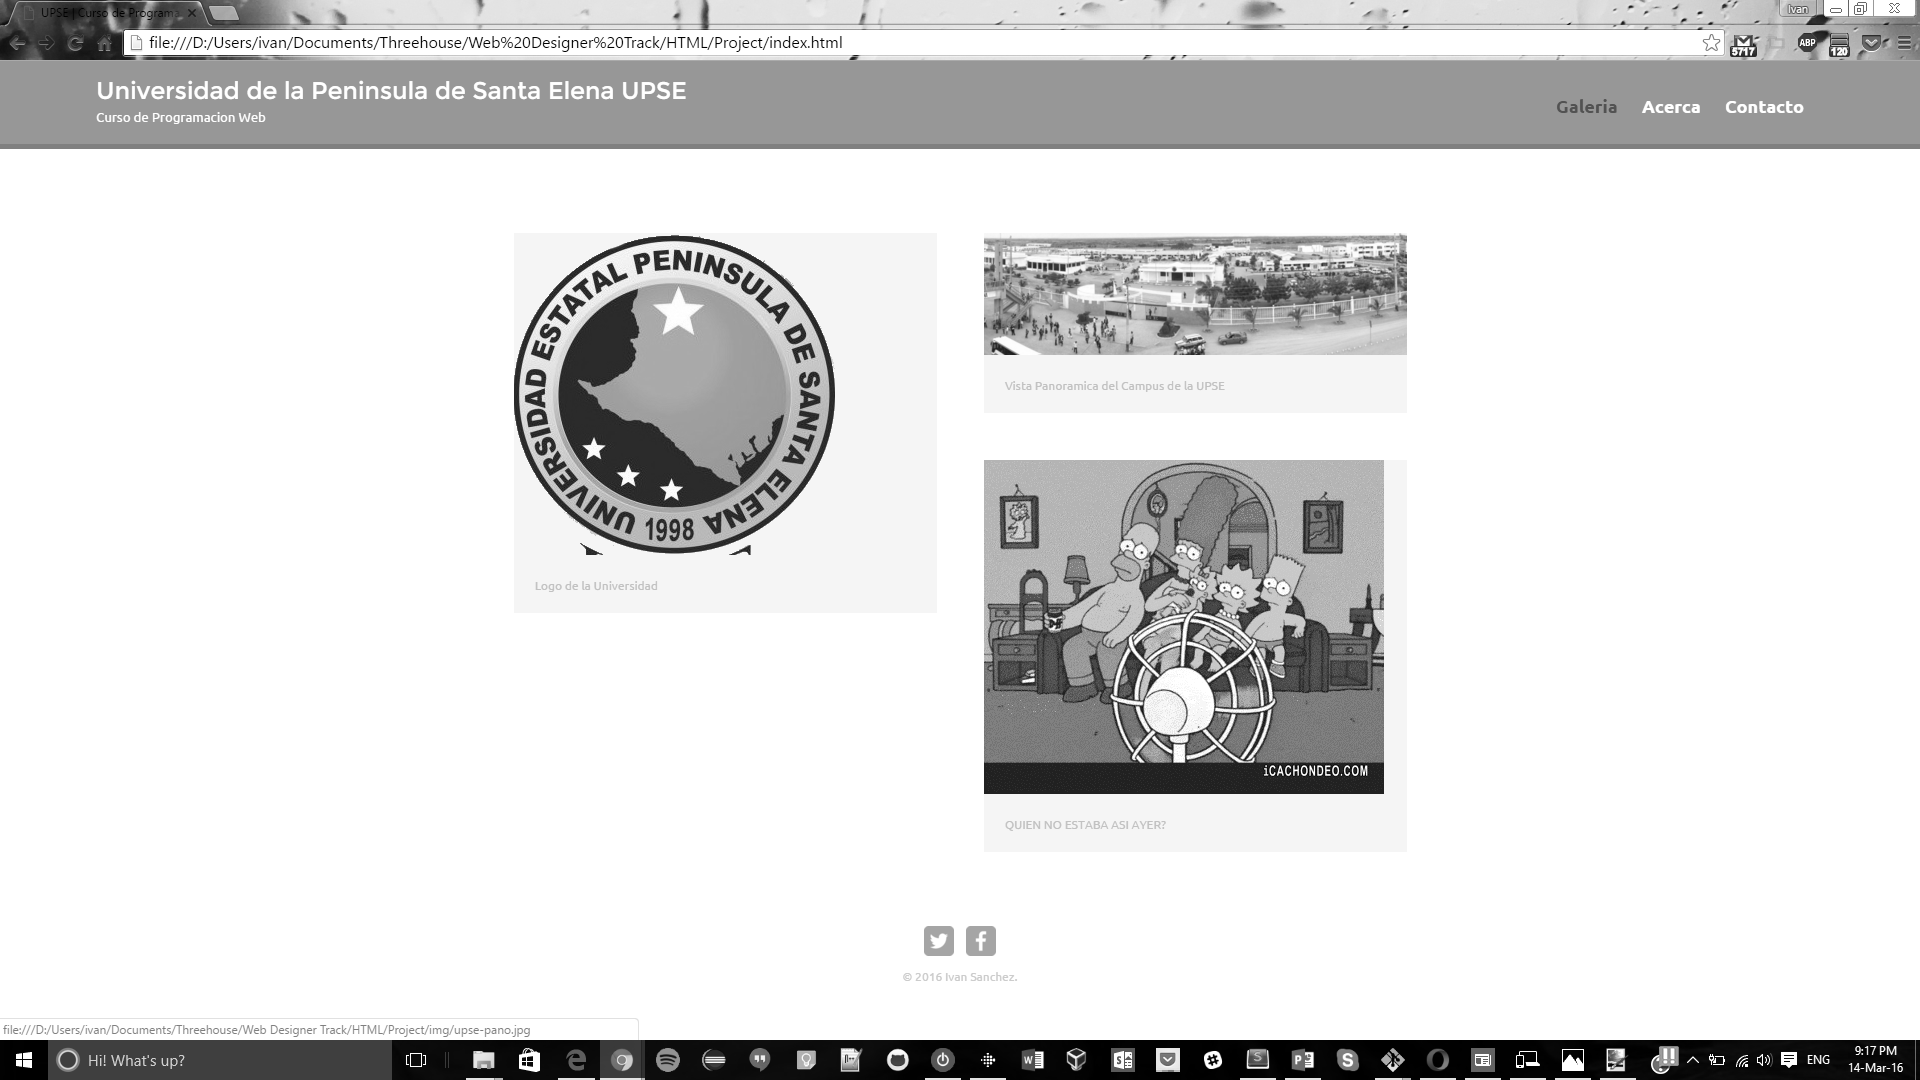 UPSE | Curso de Programa
Ivan
file:///D:/Users/ivan/Documents/Threehouse/Web%20Designer%20Track/HTML/Project/index.html
5717
ABP
120
Universidad de la Peninsula de Santa Elena UPSE
Curso de Programacion Web
Galeria
Acerca
Contacto
UNIVERSIDAD ESTATAL PENINSULA DE SANTA ELENA
1998
Logo de la Universidad
Vista Panoramica del Campus de la UPSE
Duff
iCACHONDEO.COM
QUIEN NO ESTABA ASI AYER?
© 2016 Ivan Sanchez.
file:///D:/Users/ivan/Documents/Threehouse/Web Designer Track/HTML/Project/img/upse-pano.jpg
Hi! What's up?
ENG
9:17 PM
14-Mar-16